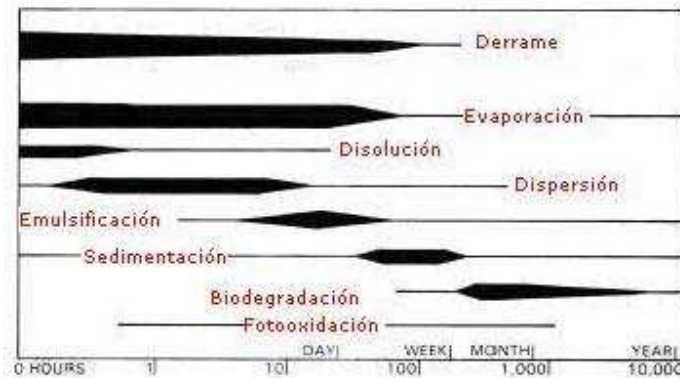 Derrame
Evaporación
Disolución
Dispersión
Emulsificación
Sedimentación
Biodegradación
Fotooxidación
DAY WEEK MONTH YEAR
0 HOURS 1 10 100 1,000 10,000